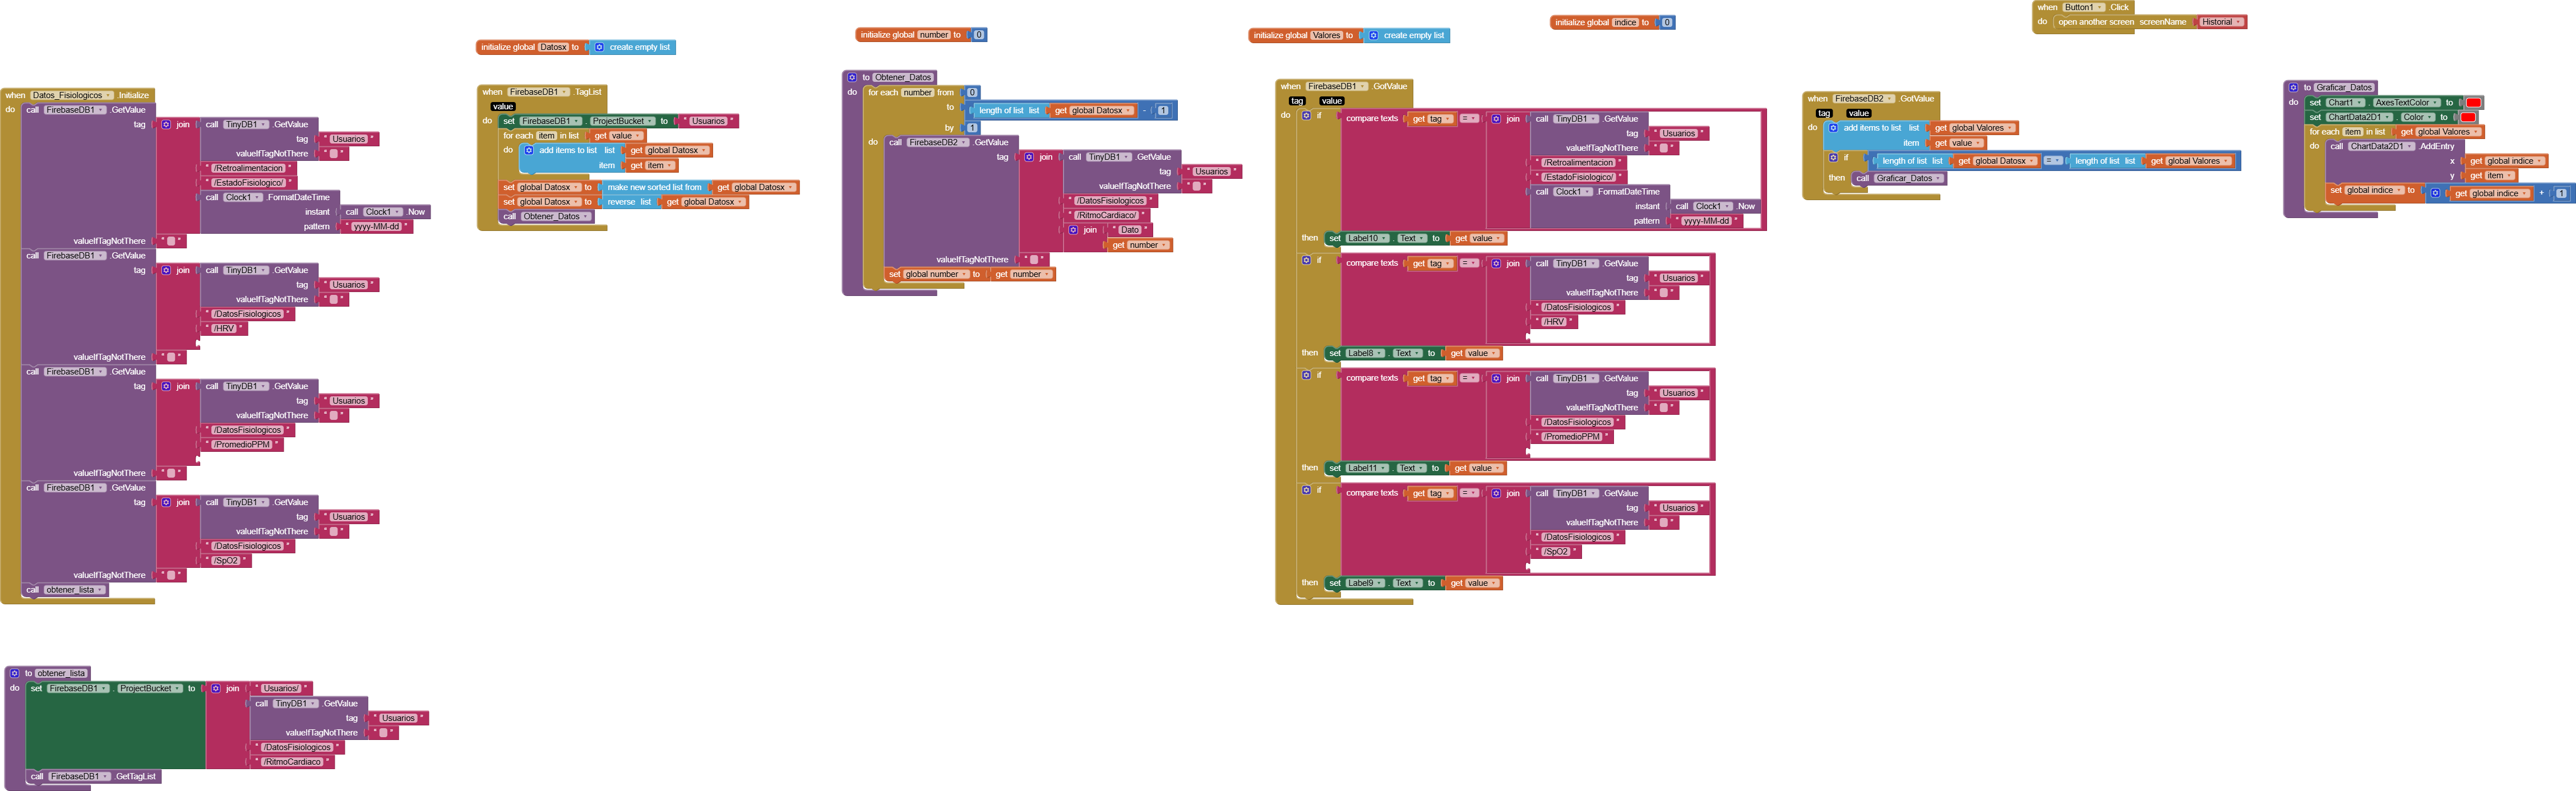 when Datos_Fisiologicos .Initialize
do call FirebaseDB1 .GetValue
tag join call TinyDB1 .GetValue
tag " Usuarios "
valueIfTagNotThere " "
" /Retroalimentacion "
" /EstadoFisiologico/ "
call Clock1 .FormatDateTime
instant call Clock1 .Now
pattern " yyyy-MM-dd "
valueIfTagNotThere " "
call FirebaseDB1 .GetValue
tag join call TinyDB1 .GetValue
tag " Usuarios "
valueIfTagNotThere " "
" /DatosFisiologicos "
" /HRV "
valueIfTagNotThere " "
call FirebaseDB1 .GetValue
tag join call TinyDB1 .GetValue
tag " Usuarios "
valueIfTagNotThere " "
" /DatosFisiologicos "
" /PromedioPPM "
valueIfTagNotThere " "
call FirebaseDB1 .GetValue
tag join call TinyDB1 .GetValue
tag " Usuarios "
valueIfTagNotThere " "
" /DatosFisiologicos "
" /SpO2 "
valueIfTagNotThere " "
call obtener_lista
to obtener_lista
do set FirebaseDB1 . ProjectBucket to join " Usuarios/ "
call TinyDB1 .GetValue
tag " Usuarios "
valueIfTagNotThere " "
" /DatosFisiologicos "
" /RitmoCardiaco "
call FirebaseDB1 .GetTagList
initialize global Datosx to create empty list
when FirebaseDB1 .TagList
value
do set FirebaseDB1 . ProjectBucket to " Usuarios "
for each item in list get value
do add items to list list get global Datosx
item get item
set global Datosx to make new sorted list from get global Datosx
set global Datosx to reverse list get global Datosx
call Obtener_Datos
initialize global number to 0
to Obtener_Datos
do for each number from 0
to length of list list get global Datosx - 1
by 1
do call FirebaseDB2 .GetValue
tag join call TinyDB1 .GetValue
tag " Usuarios "
valueIfTagNotThere " "
" /DatosFisiologicos "
" /RitmoCardiaco/ "
join " Dato "
get number
valueIfTagNotThere " "
set global number to get number
initialize global Valores to create empty list
initialize global indice to 0
when FirebaseDB1 .GotValue
tag value
do if compare texts get tag = join call TinyDB1 .GetValue
tag " Usuarios "
valueIfTagNotThere " "
" /Retroalimentacion "
" /EstadoFisiologico/ "
call Clock1 .FormatDateTime
instant call Clock1 .Now
pattern " yyyy-MM-dd "
then set Label10 . Text to get value
if compare texts get tag = join call TinyDB1 .GetValue
tag " Usuarios "
valueIfTagNotThere " "
" /DatosFisiologicos "
" /HRV "
then set Label8 . Text to get value
if compare texts get tag = join call TinyDB1 .GetValue
tag " Usuarios "
valueIfTagNotThere " "
" /DatosFisiologicos "
" /PromedioPPM "
then set Label11 . Text to get value
if compare texts get tag = join call TinyDB1 .GetValue
tag " Usuarios "
valueIfTagNotThere " "
" /DatosFisiologicos "
" /SpO2 "
then set Label9 . Text to get value
when FirebaseDB2 .GotValue
tag value
do add items to list list get global Valores
item get value
if length of list list get global Datosx = length of list list get global Valores
then call Graficar_Datos
when Button1 .Click
do open another screen screenName Historial
to Graficar_Datos
do set Chart1 . AxesTextColor to
set ChartData2D1 . Color to
for each item in list get global Valores
do call ChartData2D1 .AddEntry
x get global indice
y get item
set global indice to get global indice + 1